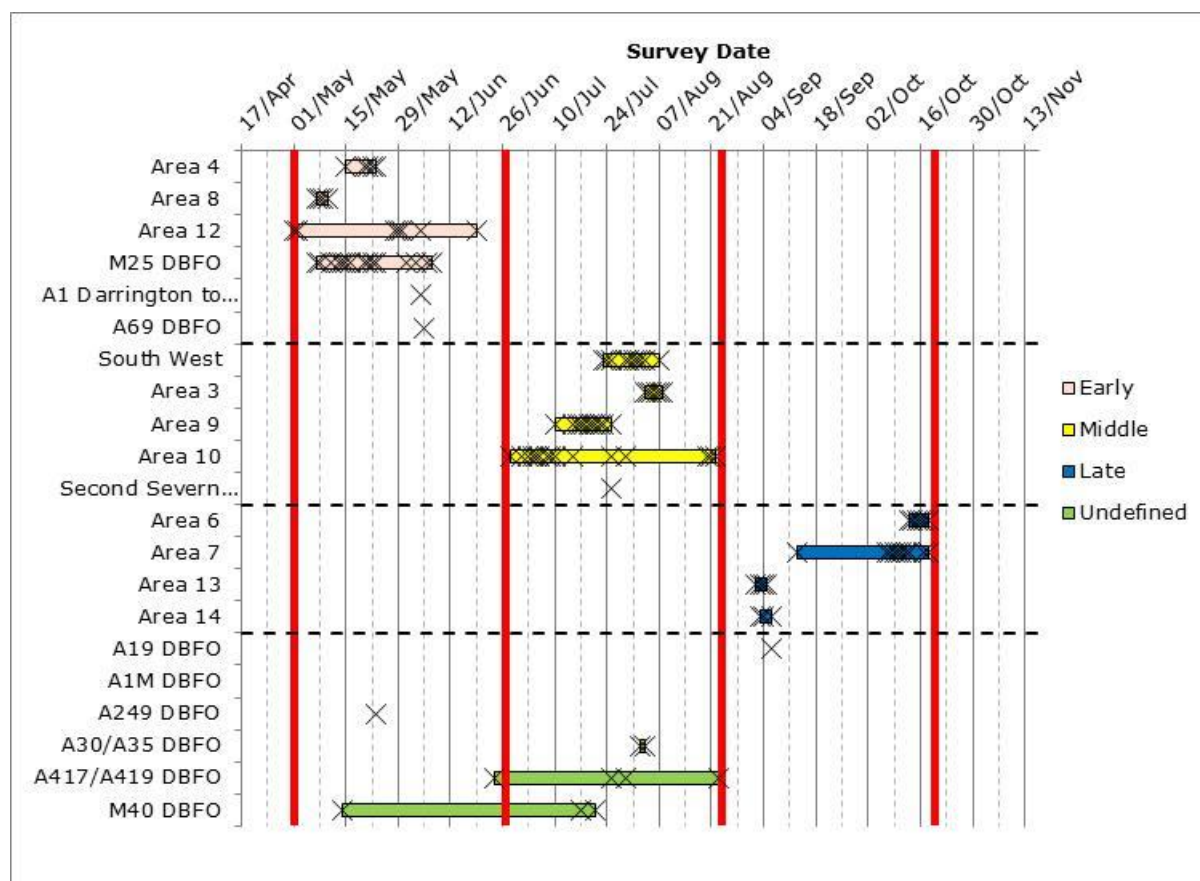 Survey Date
17/Apr
01/May
15/May
29/May
12/Jun
26/Jun
10/Jul
24/Jul
07/Aug
21/Aug
04/Sep
18/Sep
02/Oct
16/Oct
30/Oct
13/Nov
Area 4
Area 8
Area 12
M25 DBFO
A1 Darrington to...
A69 DBFO
South West
Area 3
Area 9
Area 10
Second Severn...
Area 6
Area 7
Area 13
Area 14
A19 DBFO
A1M DBFO
A249 DBFO
A30/A35 DBFO
A417/A419 DBFO
M40 DBFO
Early
Middle
Late
Undefined